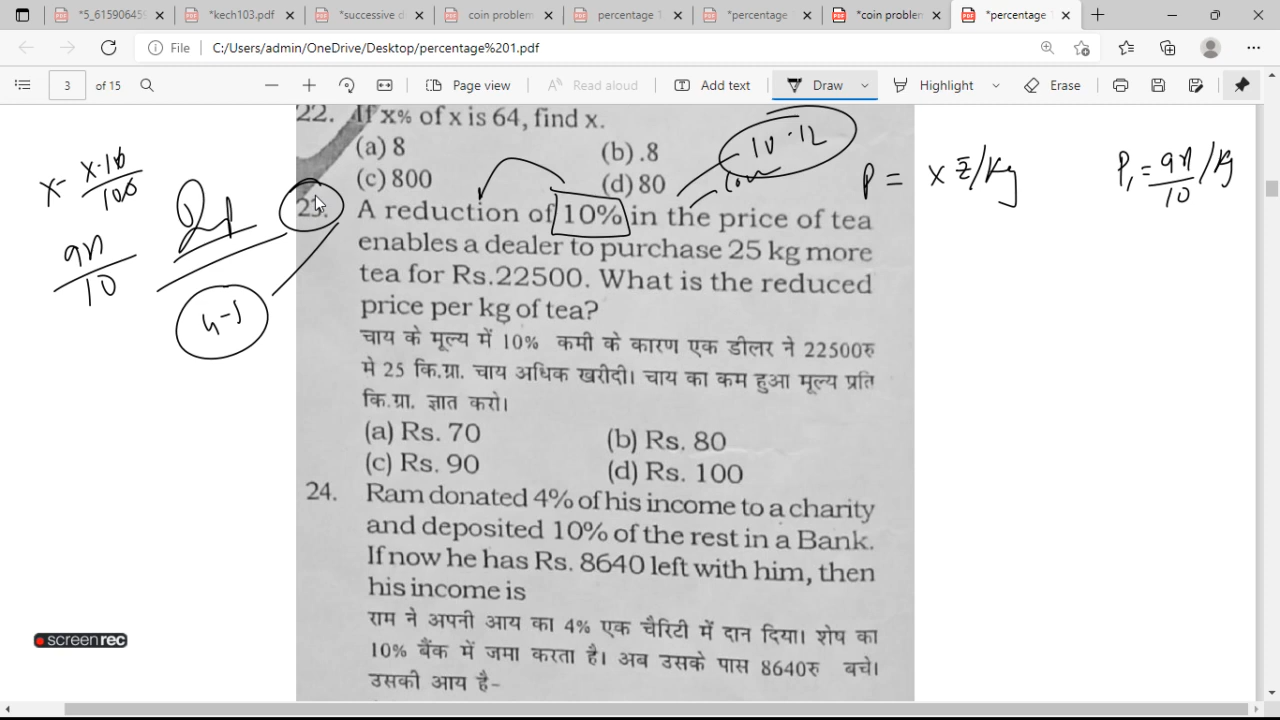 *5_615906459
*kech103.pdf
*successive d
coin problem
percentage 1
*percentage
*coin problem
*percentage 1
File C:/Users/admin/OneDrive/Desktop/percentage%201.pdf
3 of 15 Page view Read aloud Add text Draw Highlight Erase
22. If x% of x is 64, find x.
(a) 8 (b) .8
(c) 800 (d) 80
10-12
P = x ₹/kg
P₁ = 9x/10 /kg
x - x·10/100
9x/10
4-5
23. A reduction of 10% in the price of tea
enables a dealer to purchase 25 kg more
tea for Rs.22500. What is the reduced
price per kg of tea?
चाय के मूल्य में 10% कमी के कारण एक डीलर ने 22500रु
मे 25 कि.ग्रा. चाय अधिक खरीदी। चाय का कम हुआ मूल्य प्रति
कि.ग्रा. ज्ञात करो।
(a) Rs. 70 (b) Rs. 80
(c) Rs. 90 (d) Rs. 100
24. Ram donated 4% of his income to a charity
and deposited 10% of the rest in a Bank.
If now he has Rs. 8640 left with him, then
his income is
राम ने अपनी आय का 4% एक चैरिटी में दान दिया। शेष का
10% बैंक में जमा करता है। अब उसके पास 8640रु बचे।
उसकी आय है-
screenrec